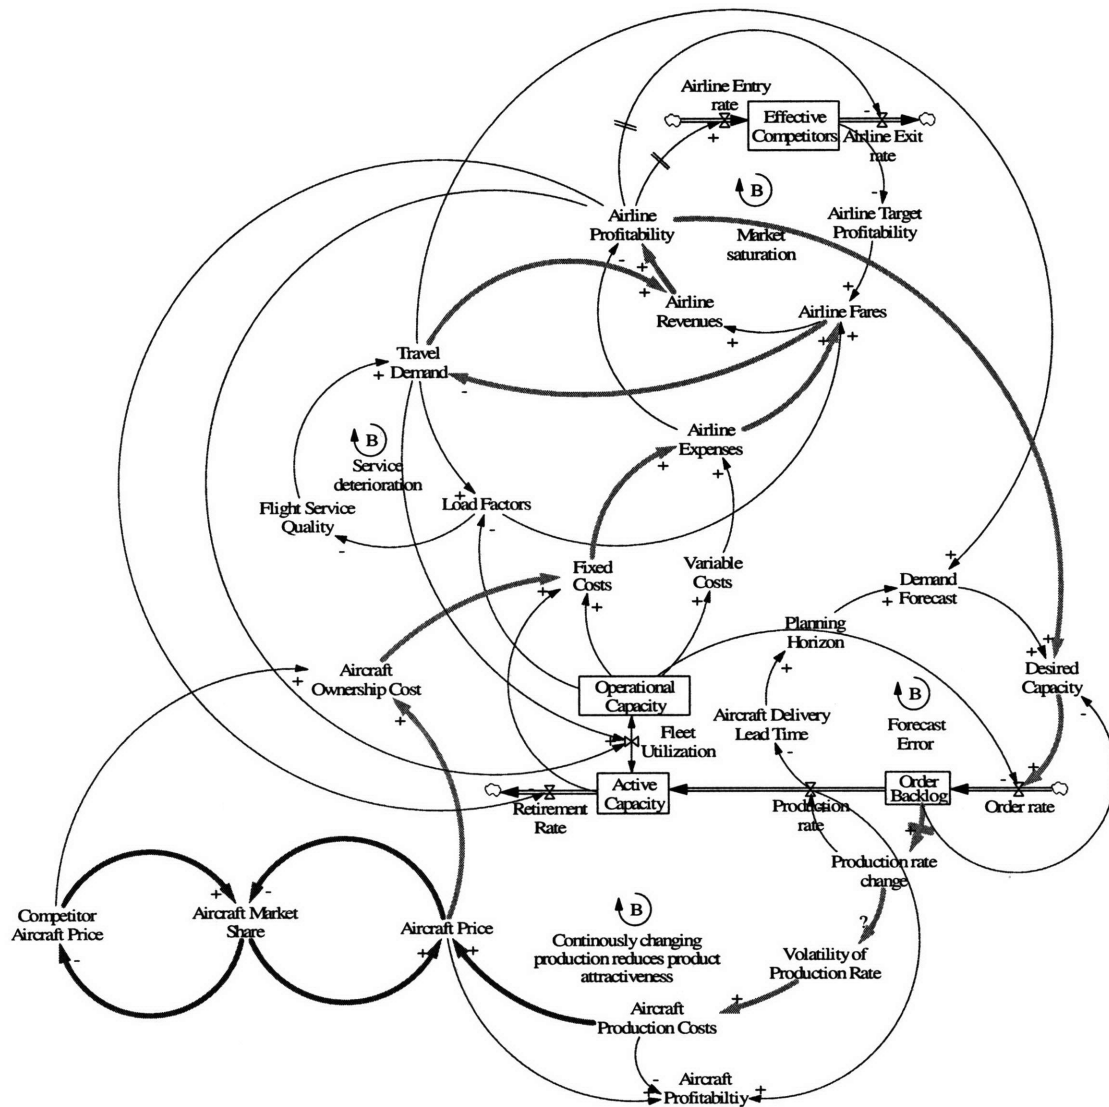 Airline Entry
rate
Effective
Competitors
Airline Exit
rate
B
Market
saturation
Airline
Profitability
Airline Target
Profitability
Airline
Revenues
Airline Fares
Travel
Demand
B
Service
deterioration
Airline
Expenses
Flight Service
Quality
Load Factors
Fixed
Costs
Variable
Costs
Demand
Forecast
Planning
Horizon
Aircraft
Ownership Cost
Operational
Capacity
Desired
Capacity
B
Forecast
Error
Aircraft Delivery
Lead Time
Fleet
Utilization
Active
Capacity
Retirement
Rate
Production
rate
Order
Backlog
Order rate
Production rate
change
?
Competitor
Aircraft Price
Aircraft Market
Share
Aircraft Price
B
Continously changing
production reduces product
attractiveness
Volatility of
Production Rate
Aircraft
Production Costs
Aircraft
Profitabiltiy